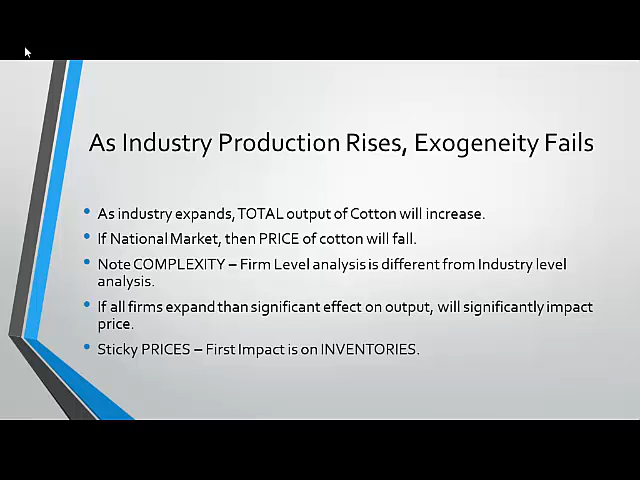 As Industry Production Rises, Exogeneity Fails
As industry expands, TOTAL output of Cotton will increase.
If National Market, then PRICE of cotton will fall.
Note COMPLEXITY – Firm Level analysis is different from Industry level
analysis.
If all firms expand than significant effect on output, will significantly impact
price.
Sticky PRICES – First Impact is on INVENTORIES.